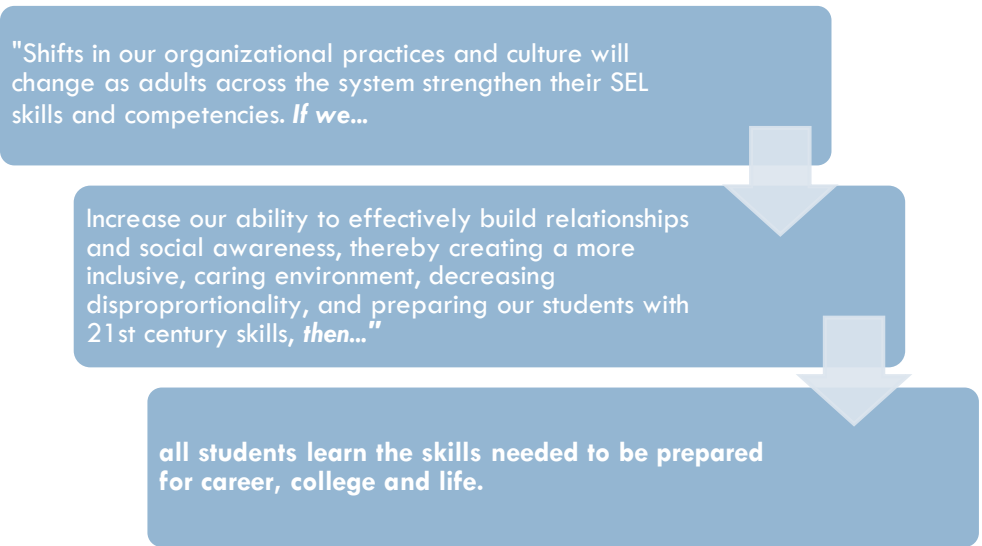 "Shifts in our organizational practices and culture will
change as adults across the system strengthen their SEL
skills and competencies. If we...
Increase our ability to effectively build relationships
and social awareness, thereby creating a more
inclusive, caring environment, decreasing
disproprortionality, and preparing our students with
21st century skills, then..."
all students learn the skills needed to be prepared
for career, college and life.